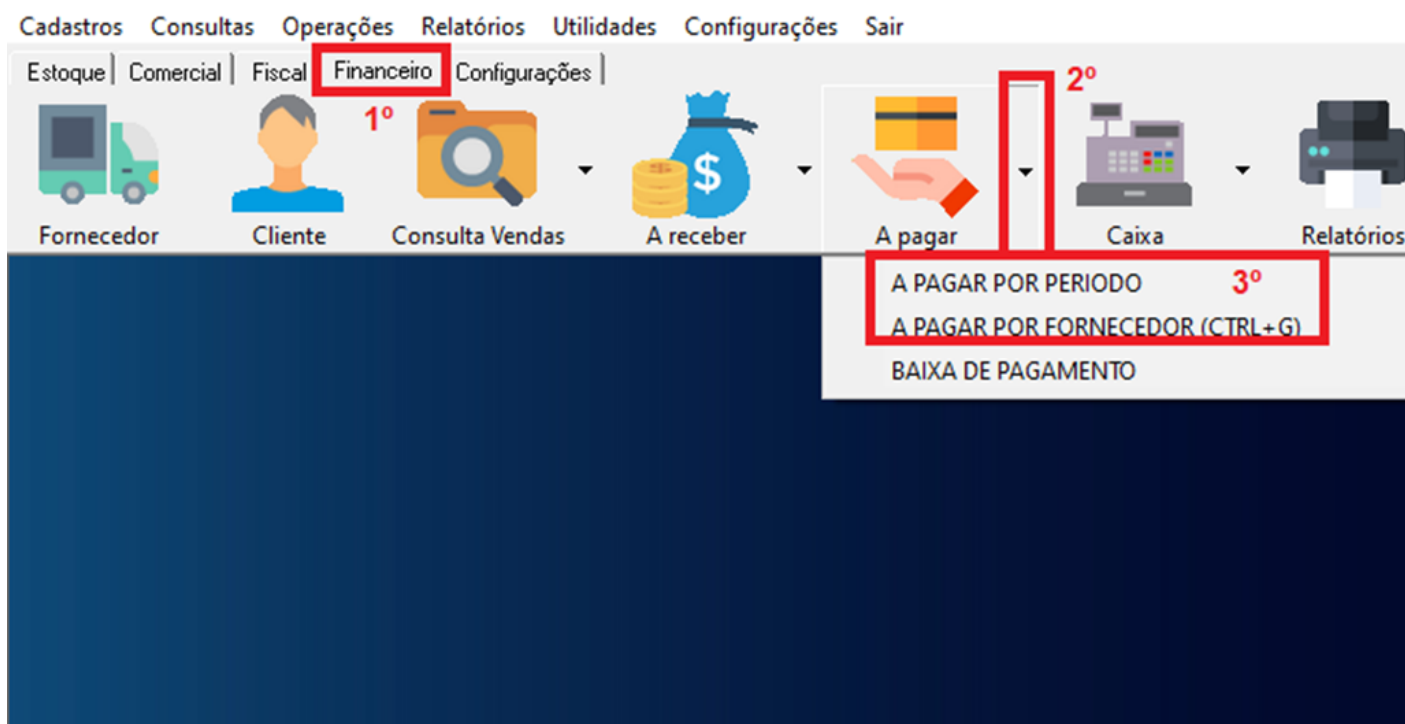 Cadastros Consultas Operações Relatórios Utilidades Configurações Sair
Estoque Comercial Fiscal Financeiro Configurações
1º
2º
$
Fornecedor Cliente Consulta Vendas A receber A pagar Caixa Relatórios
A PAGAR POR PERIODO 3º
A PAGAR POR FORNECEDOR (CTRL+G)
BAIXA DE PAGAMENTO